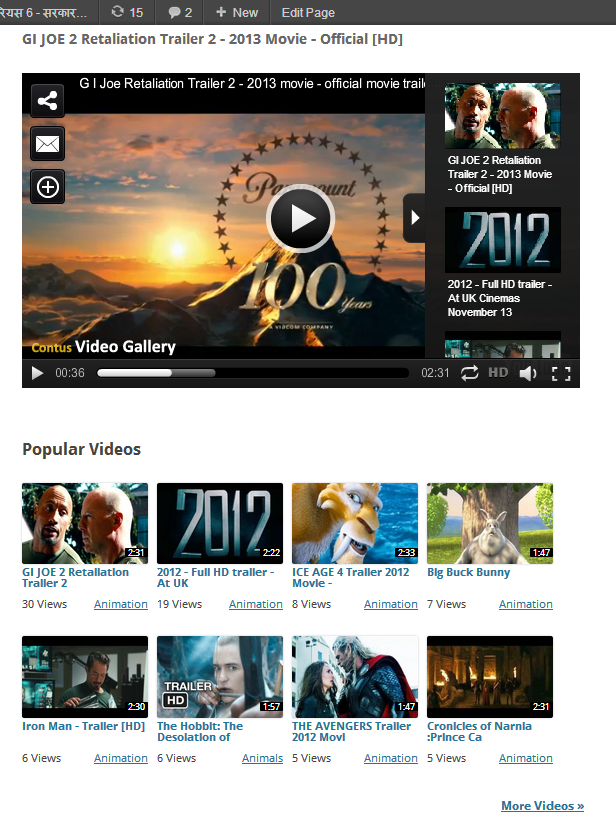 रियस 6 - सरकार... 15 2 + New Edit Page
GI JOE 2 Retaliation Trailer 2 - 2013 Movie - Official [HD]
G I Joe Retaliation Trailer 2 - 2013 movie - official movie traile
Paramount
100 Years
A VIACOM COMPANY
Contus Video Gallery
GI JOE 2 Retaliation
Trailer 2 - 2013 Movie
- Official [HD]
2012
2012 - Full HD trailer -
At UK Cinemas
November 13
00:36 02:31 HD
Popular Videos
2:31 2012 2:22 2:33 1:47
GI JOE 2 Retaliation
Trailer 2
2012 - Full HD trailer -
At UK
ICE AGE 4 Trailer 2012
Movie -
Big Buck Bunny
30 Views Animation 19 Views Animation 8 Views Animation 7 Views Animation
2:30 TRAILER HD 1:57 1:47 2:31
Iron Man - Trailer [HD]
The Hobbit: The
Desolation of
THE AVENGERS Trailer
2012 Movi
Cronicles of Narnia
:Prince Ca
6 Views Animation 6 Views Animals 5 Views Animation 5 Views Animation
More Videos »